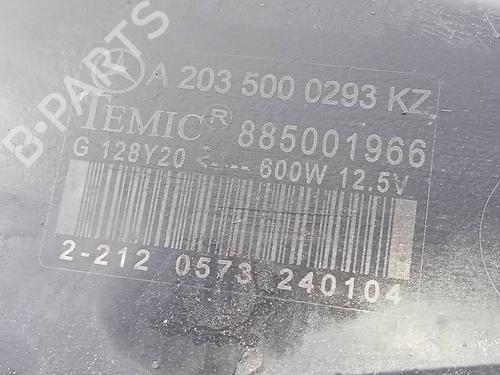 B-PARTS
A 203 500 0293 KZ
TEMIC® 885001966
G 128Y20 <---- 600W 12.5V
2-212 0573 240104